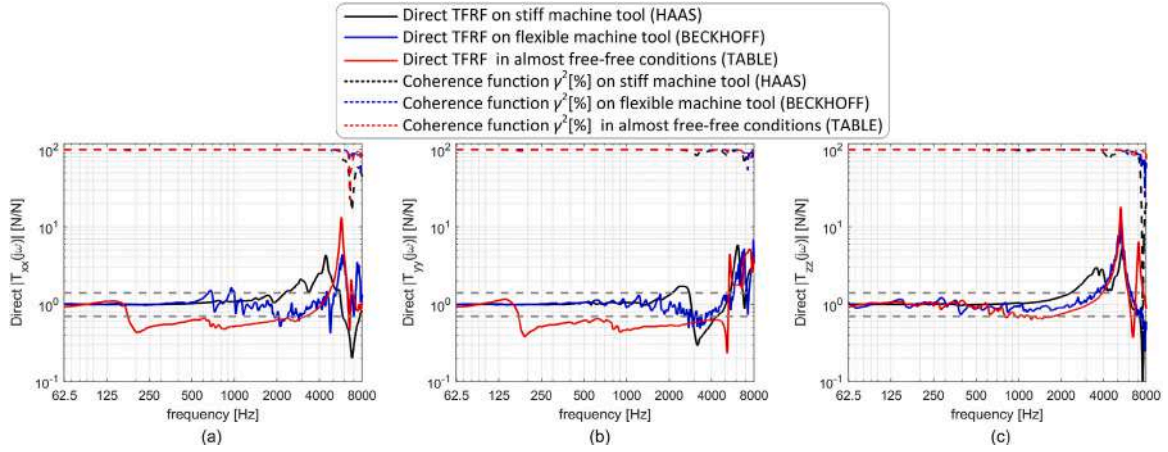 Direct TFRF on stiff machine tool (HAAS)
Direct TFRF on flexible machine tool (BECKHOFF)
Direct TFRF in almost free-free conditions (TABLE)
Coherence function γ²[%] on stiff machine tool (HAAS)
Coherence function γ²[%] on flexible machine tool (BECKHOFF)
Coherence function γ²[%] in almost free-free conditions (TABLE)
Direct |Txx(jω)| [N/N]
10²
10¹
10⁰
10⁻¹
62.5 125 250 500 1000 2000 4000 8000
frequency [Hz]
(a)
Direct |Tyy(jω)| [N/N]
10²
10¹
10⁰
10⁻¹
62.5 125 250 500 1000 2000 4000 8000
frequency [Hz]
(b)
Direct |Tzz(jω)| [N/N]
10²
10¹
10⁰
10⁻¹
62.5 125 250 500 1000 2000 4000 8000
frequency [Hz]
(c)